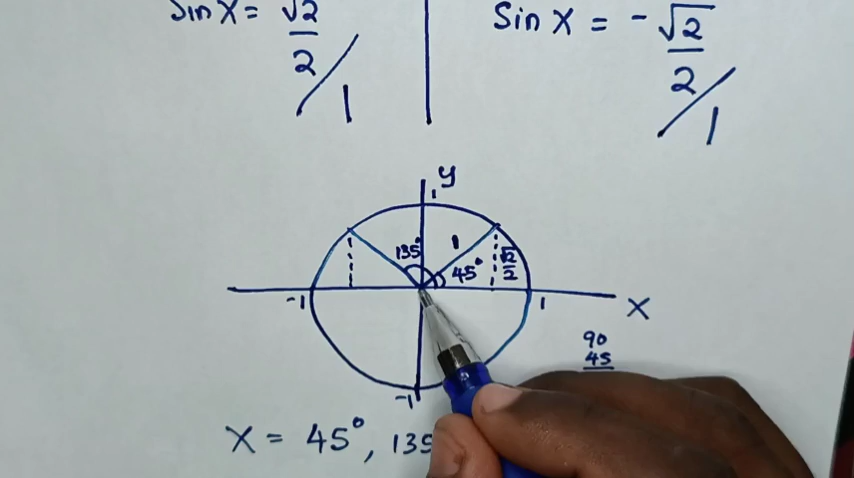 Sin X = √2/2/1
Sin X = - √2/2/1
y
1
135°
1
45°
√2/2
-1
1
X
90
45
-1
X = 45°, 135